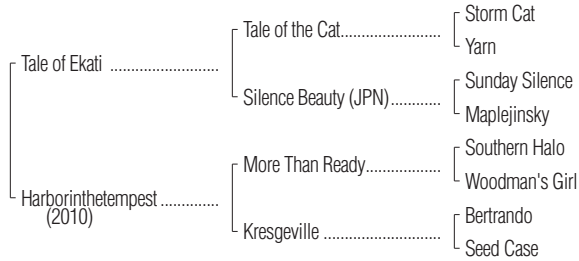 Storm Cat
Tale of the Cat........................
Yarn
Tale of Ekati ...........................
Sunday Silence
Silence Beauty (JPN)............
Maplejinsky
Southern Halo
More Than Ready..................
Woodman's Girl
Harborinthetempest ..............
(2010)
Bertrando
Kresgeville .............................
Seed Case